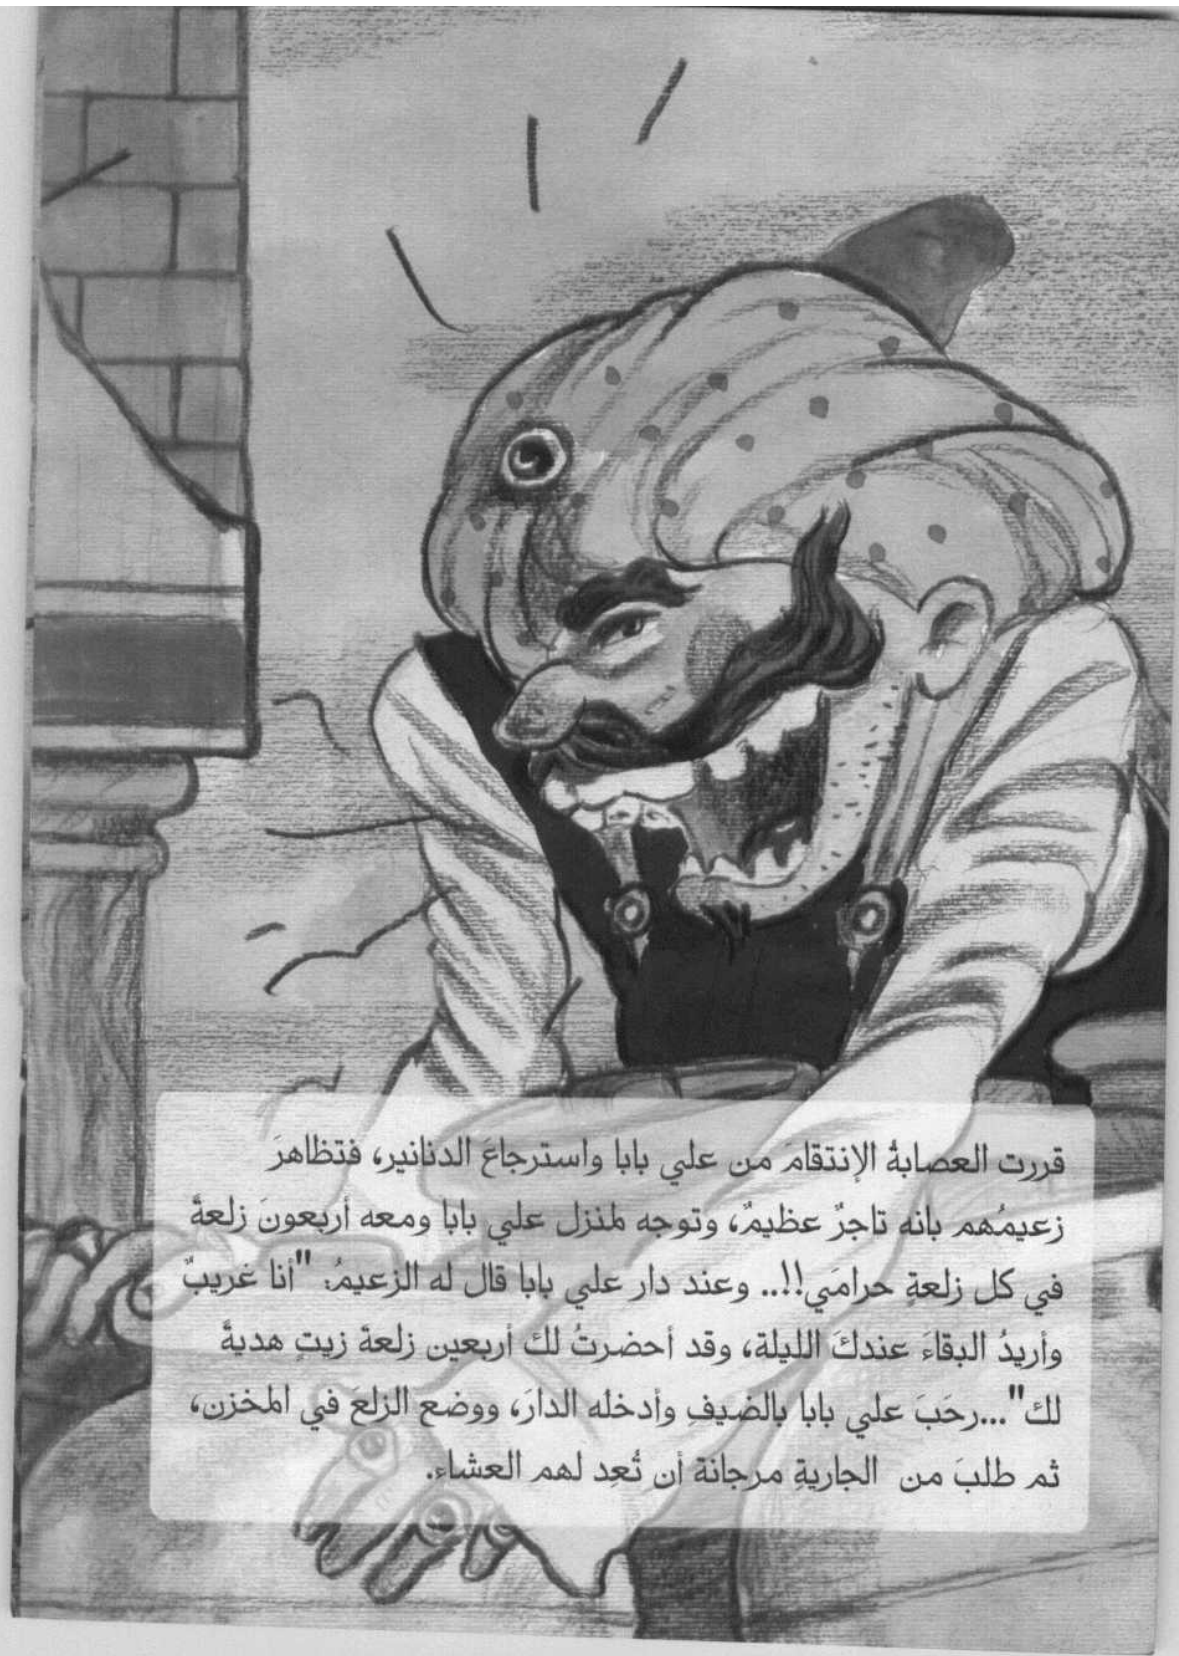 قررت العصابةُ الإنتقامَ من علي بابا واسترجاعَ الدنانير، فتظاهرَ
زعيمُهم بانه تاجرٌ عظيمٌ، وتوجه لمنزل علي بابا ومعه أربعونَ زلعةً
في كل زلعةٍ حرامَي!!.. وعند دار علي بابا قال له الزعيمُ: "أنا غريبٌ
وأريدُ البقاءَ عندكَ الليلة، وقد أحضرتُ لك أربعين زلعةَ زيتٍ هديةً
لك"...رحَبَ علي بابا بالضيفِ وأدخله الدارَ، ووضع الزلعَ في المخزن،
ثم طلبَ من الجاريةِ مرجانة أن تُعِد لهم العشاء.